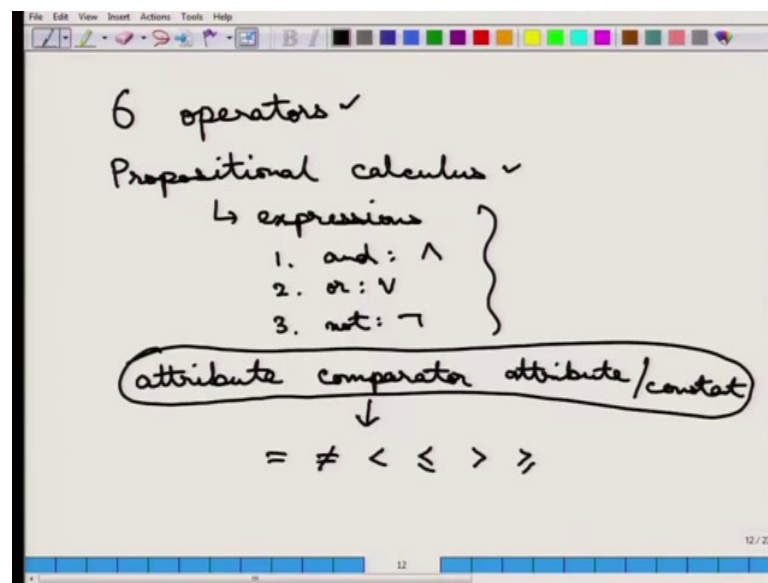 File Edit View Insert Actions Tools Help
6 operators ✓
Propositional calculus ✓
↳ expressions
1. and : ∧
2. or : ∨
3. not : ¬
attribute comparator attribute/constat
↓
= ≠ < ≤ > ≥
12 / 2
12